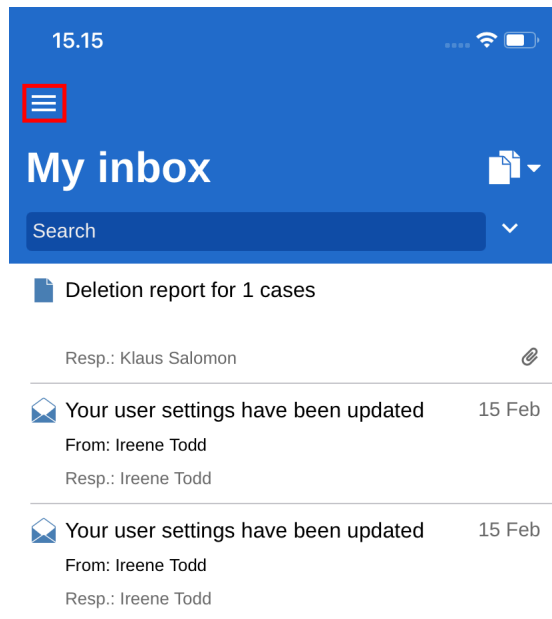 15.15
My inbox
Search
Deletion report for 1 cases
Resp.: Klaus Salomon
Your user settings have been updated 15 Feb
From: Ireene Todd
Resp.: Ireene Todd
Your user settings have been updated 15 Feb
From: Ireene Todd
Resp.: Ireene Todd